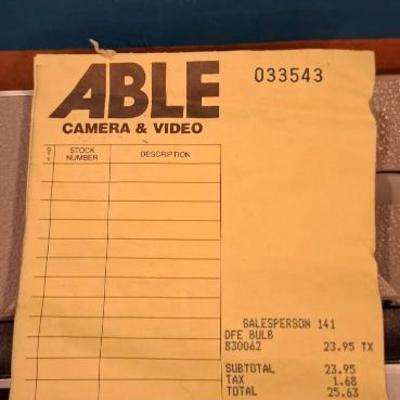 ABLE
033543
CAMERA & VIDEO
STOCK NUMBER DESCRIPTION
SALESPERSON 141
DFE BULB
830062 23.95 TX
SUBTOTAL 23.95
TAX 1.68
TOTAL 25.63